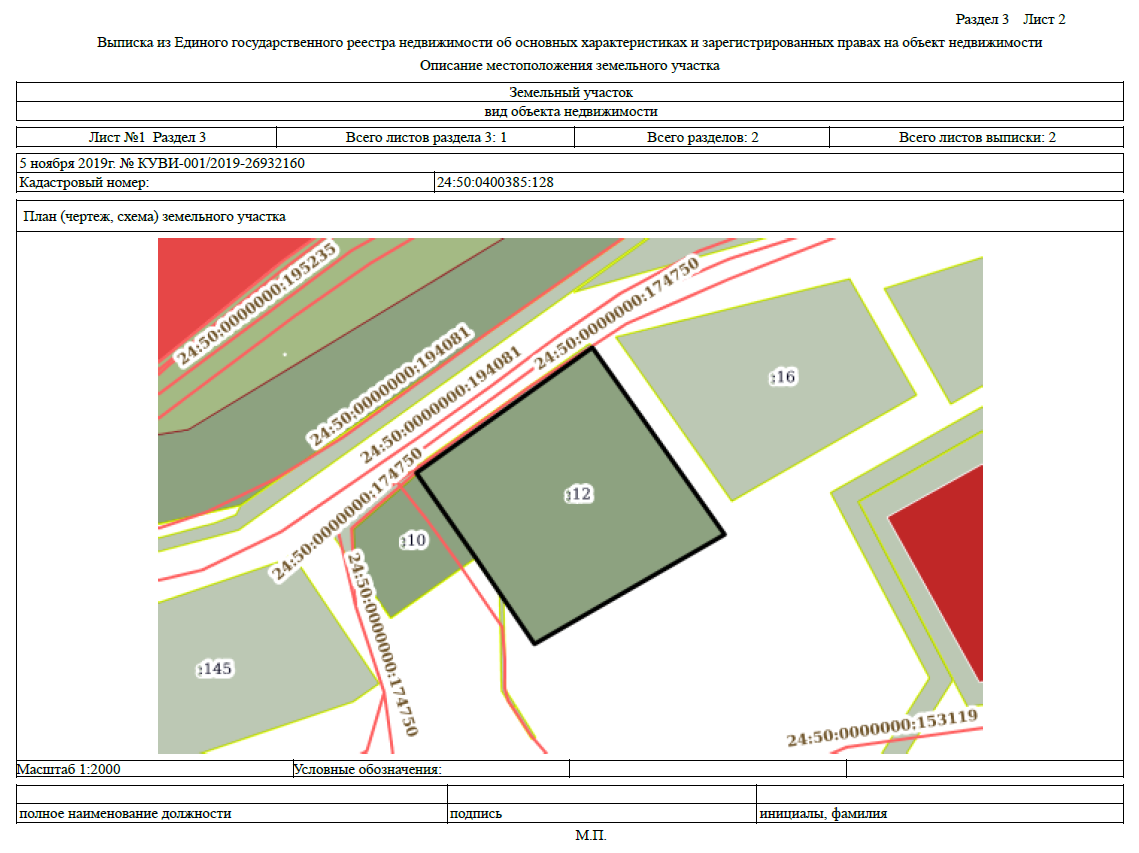 Раздел 3 Лист 2
Выписка из Единого государственного реестра недвижимости об основных характеристиках и зарегистрированных правах на объект недвижимости
Описание местоположения земельного участка
Земельный участок
вид объекта недвижимости
Лист №1 Раздел 3 Всего листов раздела 3: 1 Всего разделов: 2 Всего листов выписки: 2
5 ноября 2019г. № КУВИ-001/2019-26932160
Кадастровый номер: 24:50:0400385:128
План (чертеж, схема) земельного участка
24:50:0000000:195235
24:50:0000000:174750
24:50:0000000:194081
24:50:0000000:194081
:16
24:50:0000000:174750
:12
:10
24:50:0000000:174750
:145
24:50:0000000:153119
Масштаб 1:2000 Условные обозначения:
полное наименование должности подпись инициалы, фамилия
М.П.